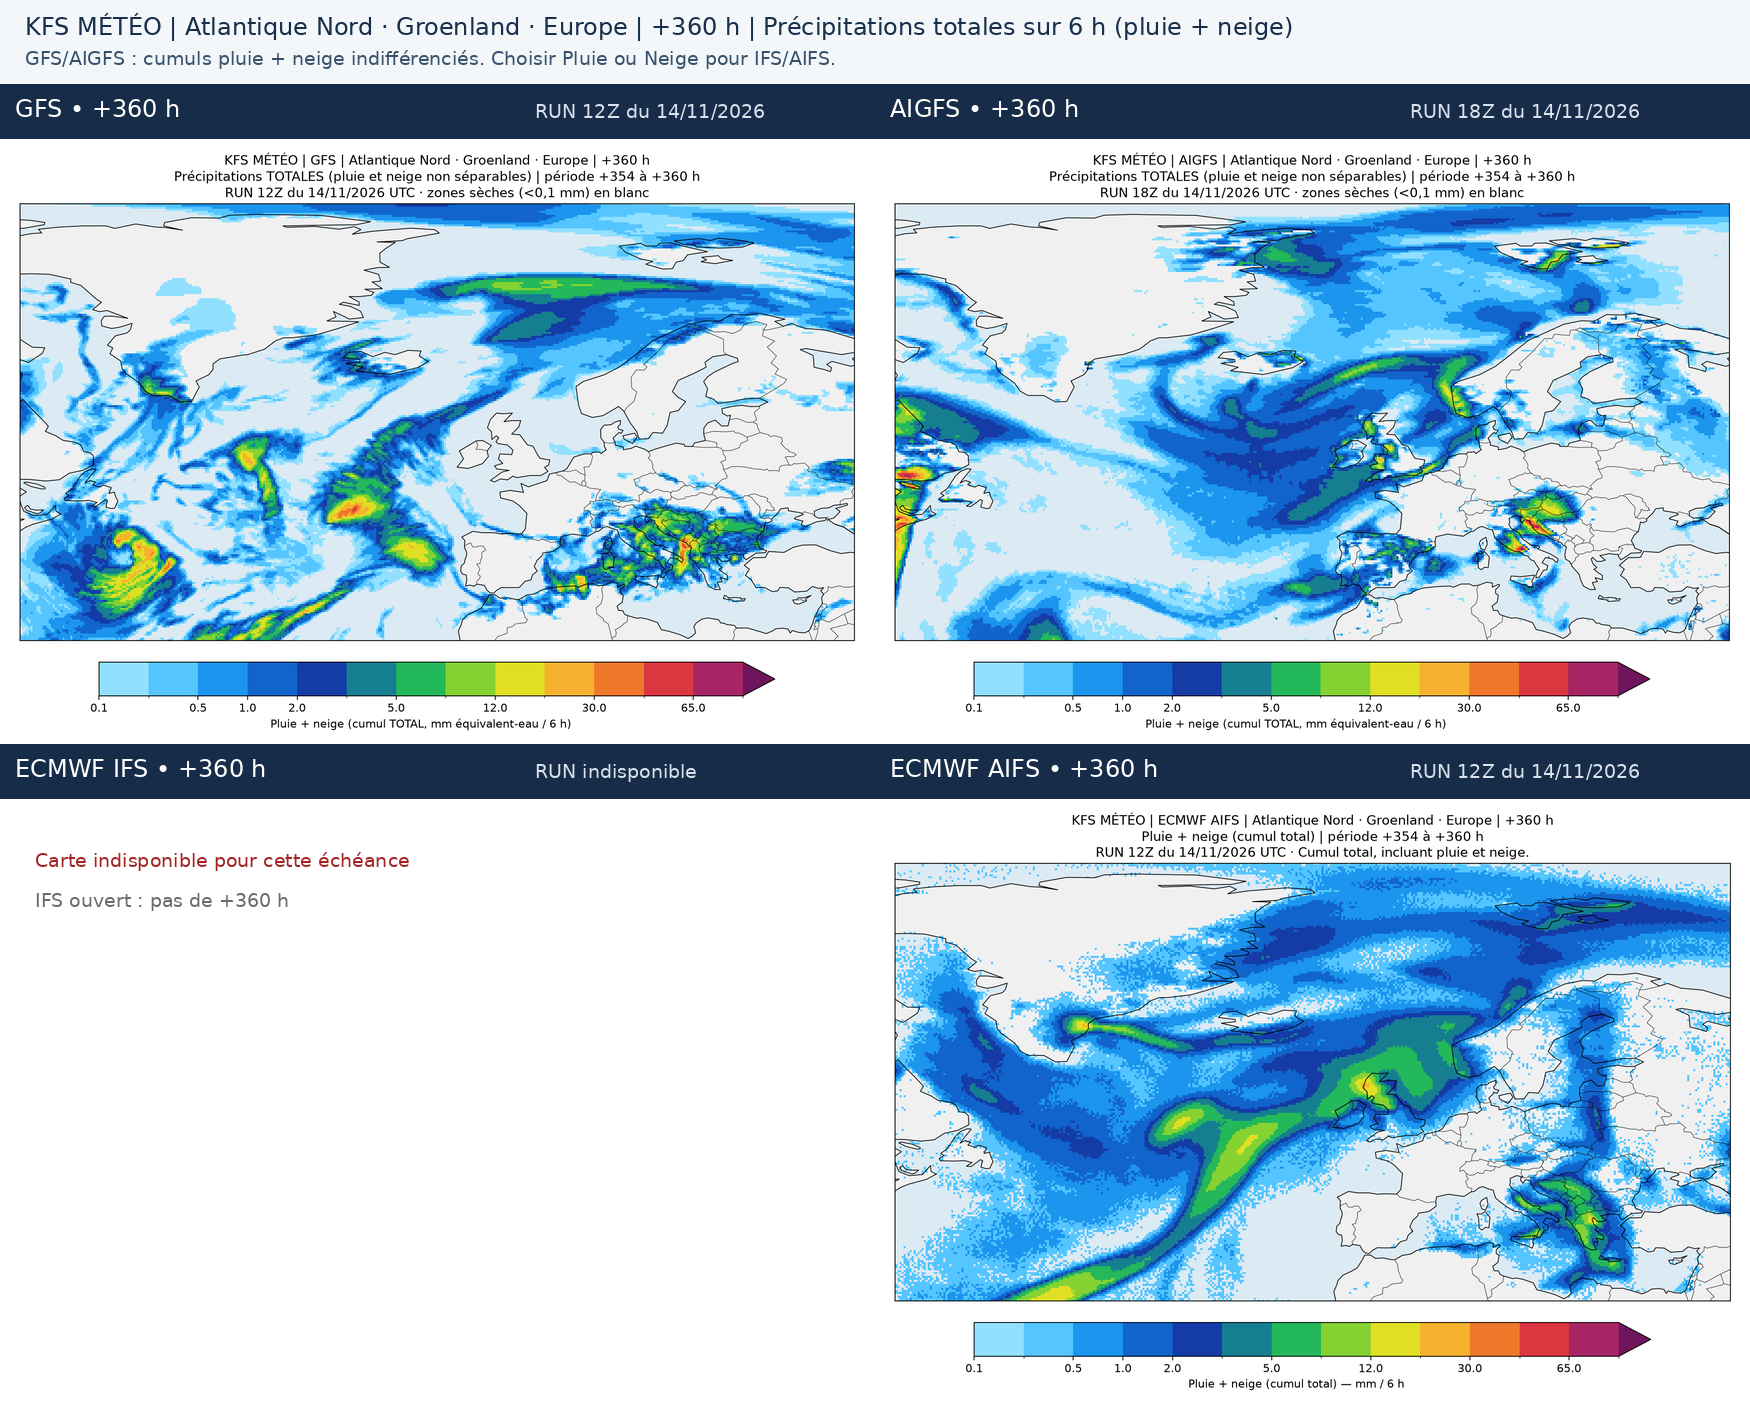 KFS MÉTÉO | Atlantique Nord · Groenland · Europe | +360 h | Précipitations totales sur 6 h (pluie + neige)
GFS/AIGFS : cumuls pluie + neige indifférenciés. Choisir Pluie ou Neige pour IFS/AIFS.
GFS • +360 h RUN 12Z du 14/11/2026
AIGFS • +360 h RUN 18Z du 14/11/2026
KFS MÉTÉO | GFS | Atlantique Nord · Groenland · Europe | +360 h
Précipitations TOTALES (pluie et neige non séparables) | période +354 à +360 h
RUN 12Z du 14/11/2026 UTC · zones sèches (<0,1 mm) en blanc
KFS MÉTÉO | AIGFS | Atlantique Nord · Groenland · Europe | +360 h
Précipitations TOTALES (pluie et neige non séparables) | période +354 à +360 h
RUN 18Z du 14/11/2026 UTC · zones sèches (<0,1 mm) en blanc
0.1 0.5 1.0 2.0 5.0 12.0 30.0 65.0
Pluie + neige (cumul TOTAL, mm équivalent-eau / 6 h)
0.1 0.5 1.0 2.0 5.0 12.0 30.0 65.0
Pluie + neige (cumul TOTAL, mm équivalent-eau / 6 h)
ECMWF IFS • +360 h RUN indisponible
ECMWF AIFS • +360 h RUN 12Z du 14/11/2026
Carte indisponible pour cette échéance
IFS ouvert : pas de +360 h
KFS MÉTÉO | ECMWF AIFS | Atlantique Nord · Groenland · Europe | +360 h
Pluie + neige (cumul total) | période +354 à +360 h
RUN 12Z du 14/11/2026 UTC · Cumul total, incluant pluie et neige.
0.1 0.5 1.0 2.0 5.0 12.0 30.0 65.0
Pluie + neige (cumul total) — mm / 6 h